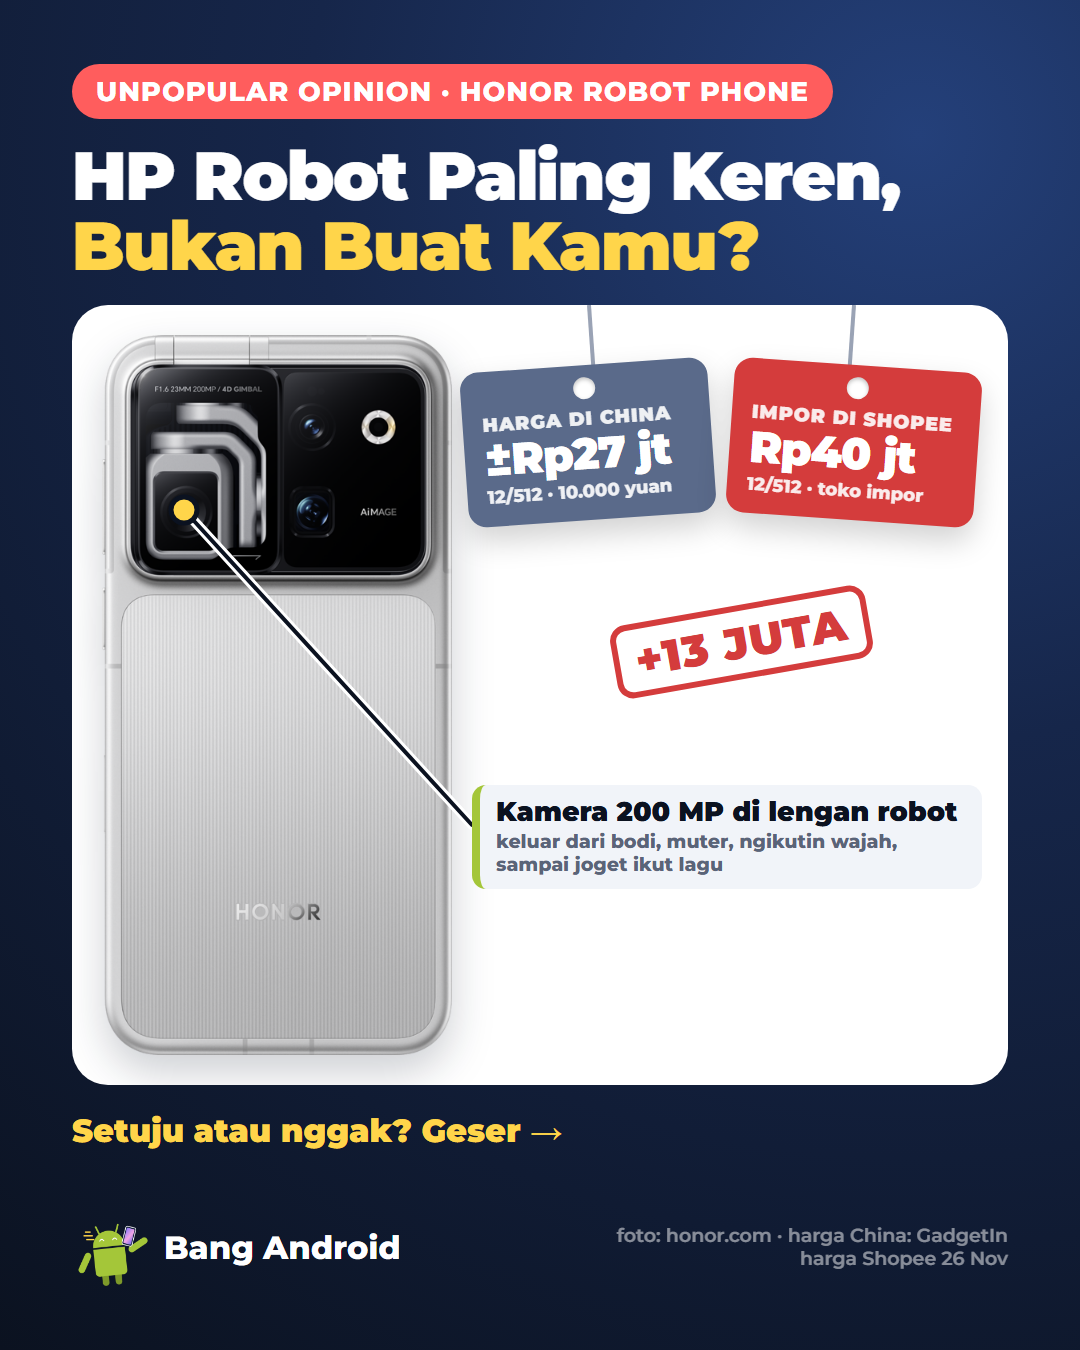 UNPOPULAR OPINION • HONOR ROBOT PHONE
HP Robot Paling Keren,
Bukan Buat Kamu?
F1.6 23MM 200MP / 4D GIMBAL
AiMAGE
HONOR
HARGA DI CHINA
±Rp27 jt
12/512 • 10.000 yuan
IMPOR DI SHOPEE
Rp40 jt
12/512 • toko impor
+13 JUTA
Kamera 200 MP di lengan robot
keluar dari bodi, muter, ngikutin wajah,
sampai joget ikut lagu
Setuju atau nggak? Geser →
Bang Android
foto: honor.com · harga China: GadgetIn
harga Shopee 26 Nov